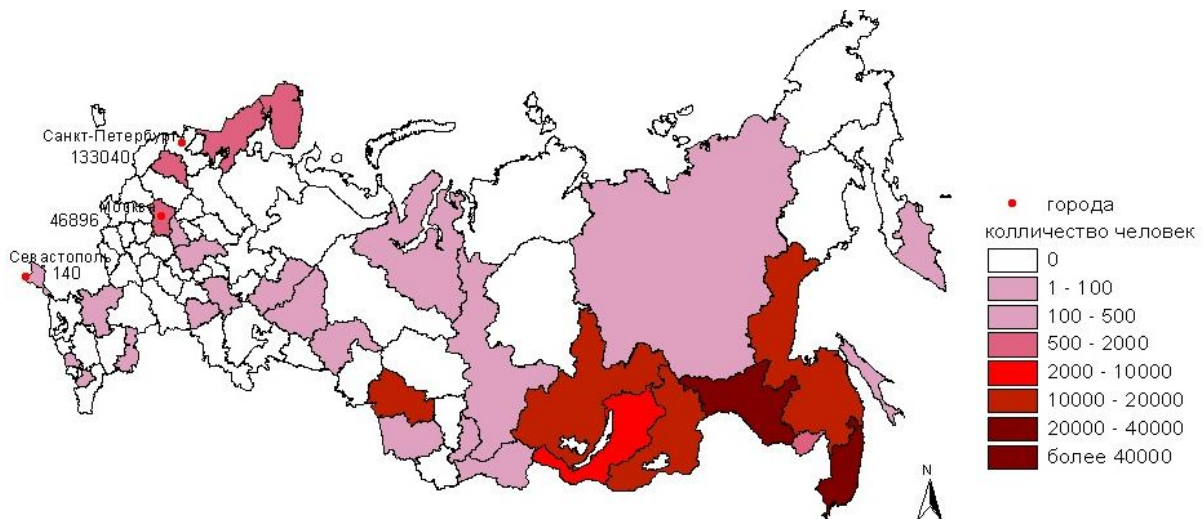 Санкт-Петербург
133040
Москва
46896
Севастополь
140
города
колличество человек
0
1 - 100
100 - 500
500 - 2000
2000 - 10000
10000 - 20000
20000 - 40000
более 40000
N